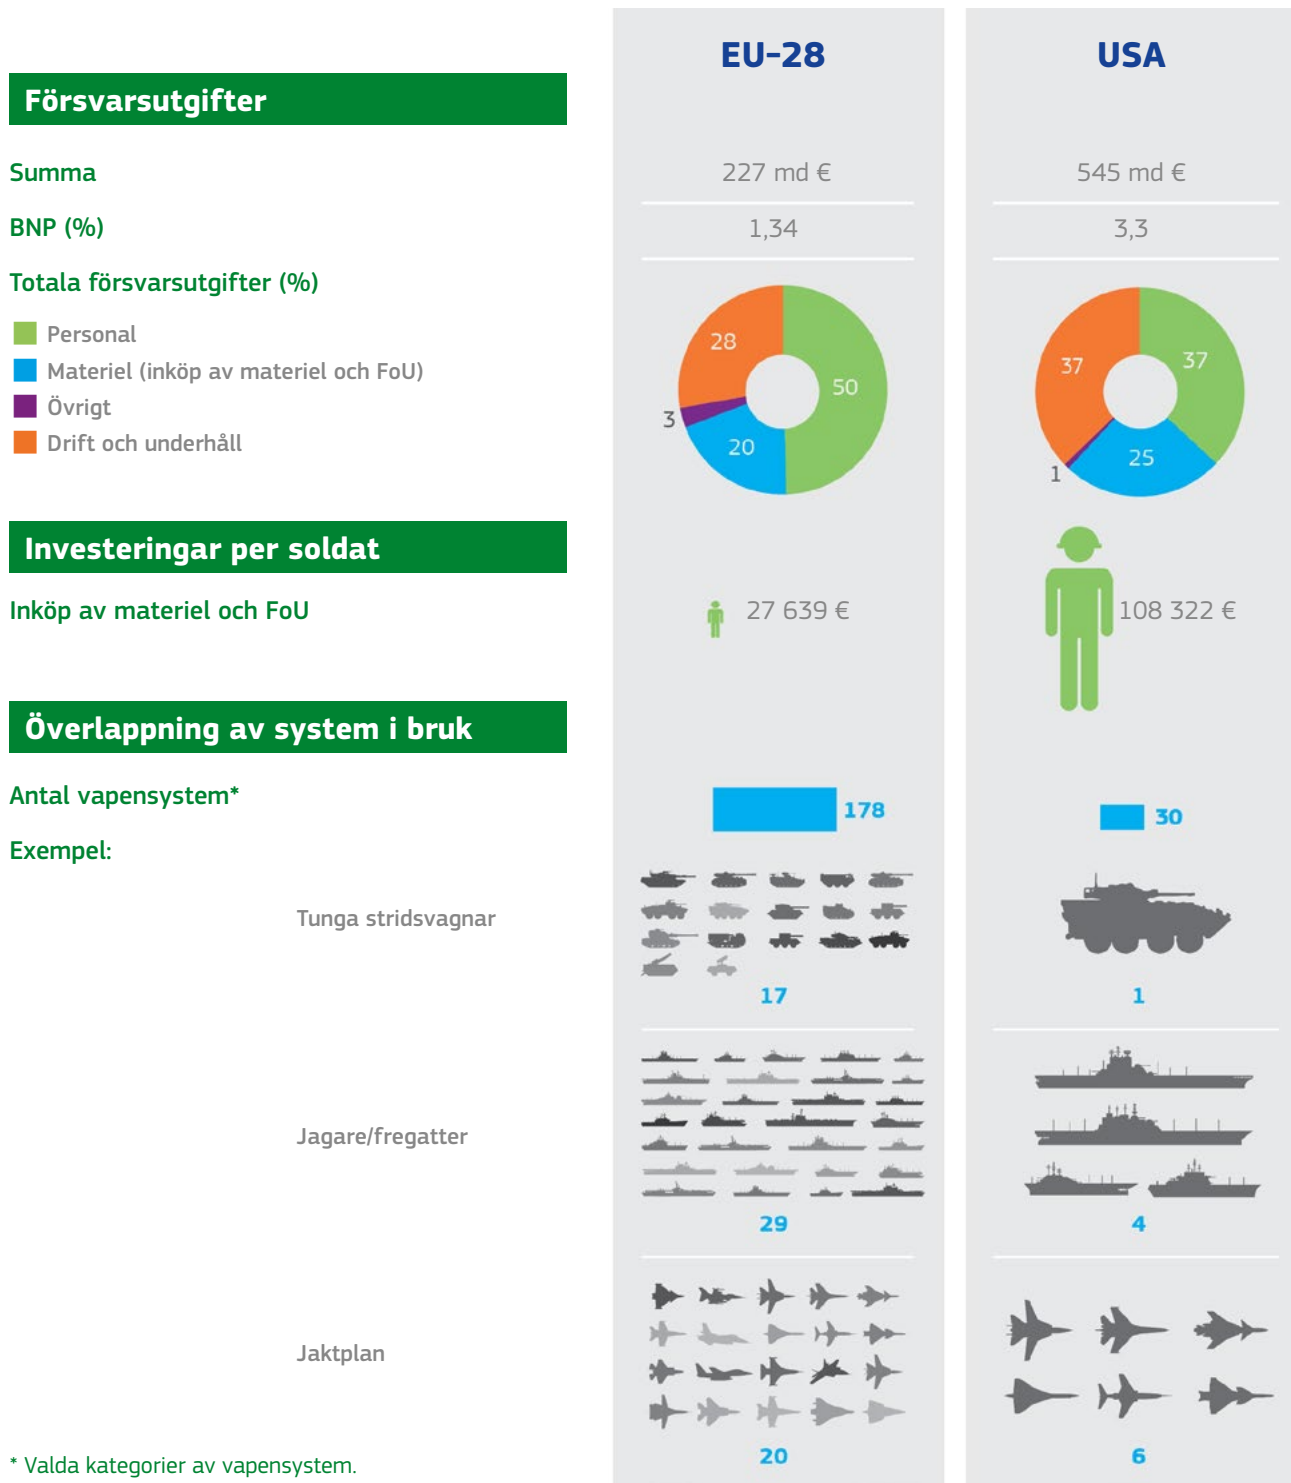 EU-28
USA
Försvarsutgifter
Summa
227 md €
545 md €
BNP (%)
1,34
3,3
Totala försvarsutgifter (%)
Personal
Materiel (inköp av materiel och FoU)
Övrigt
Drift och underhåll
28
50
3
20
37
37
1
25
Investeringar per soldat
Inköp av materiel och FoU
27 639 €
108 322 €
Överlappning av system i bruk
Antal vapensystem*
178
30
Exempel:
Tunga stridsvagnar
17
1
Jagare/fregatter
29
4
Jaktplan
20
6
* Valda kategorier av vapensystem.